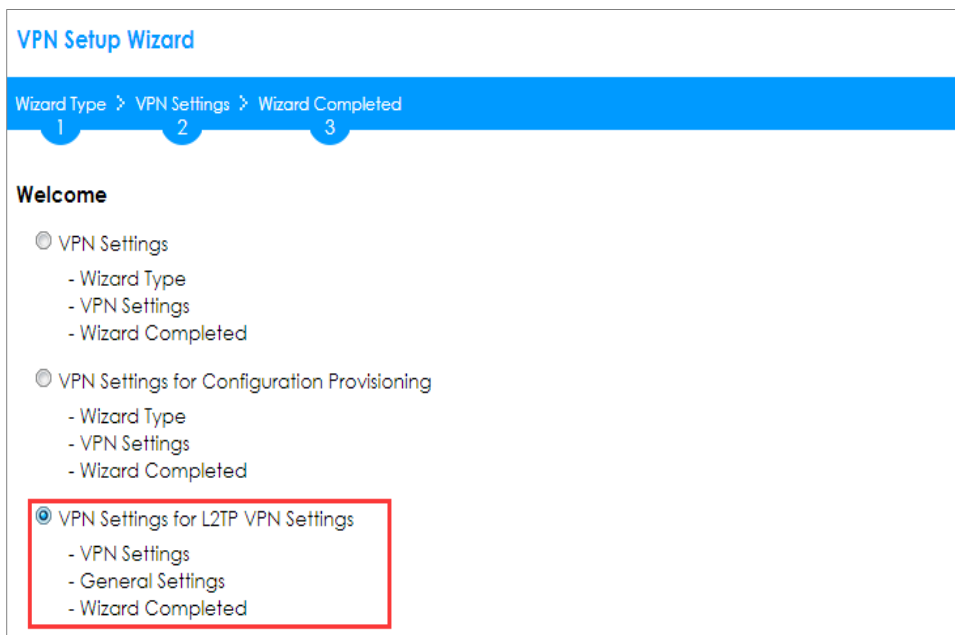 VPN Setup Wizard
Wizard Type > VPN Settings > Wizard Completed
1 2 3
Welcome
VPN Settings
- Wizard Type
- VPN Settings
- Wizard Completed
VPN Settings for Configuration Provisioning
- Wizard Type
- VPN Settings
- Wizard Completed
VPN Settings for L2TP VPN Settings
- VPN Settings
- General Settings
- Wizard Completed